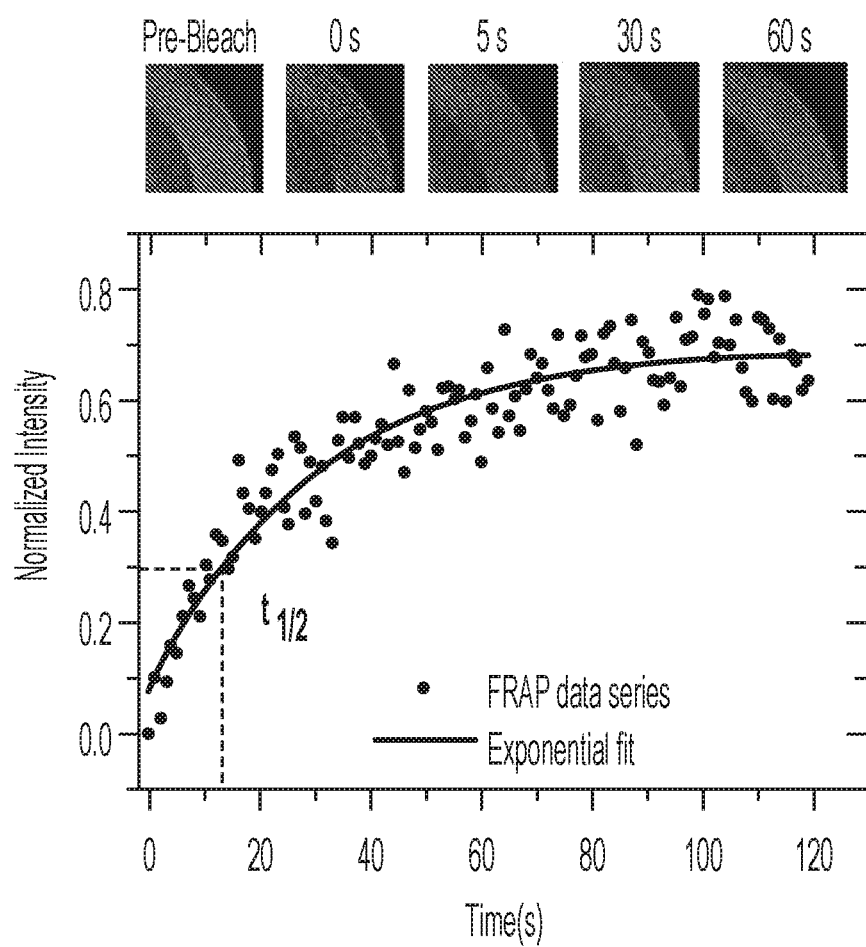 Pre-Bleach 0 s 5 s 30 s 60 s
Normalized Intensity
0.8
0.6
0.4
0.2
0.0
t 1/2
FRAP data series
Exponential fit
0 20 40 60 80 100 120
Time(s)